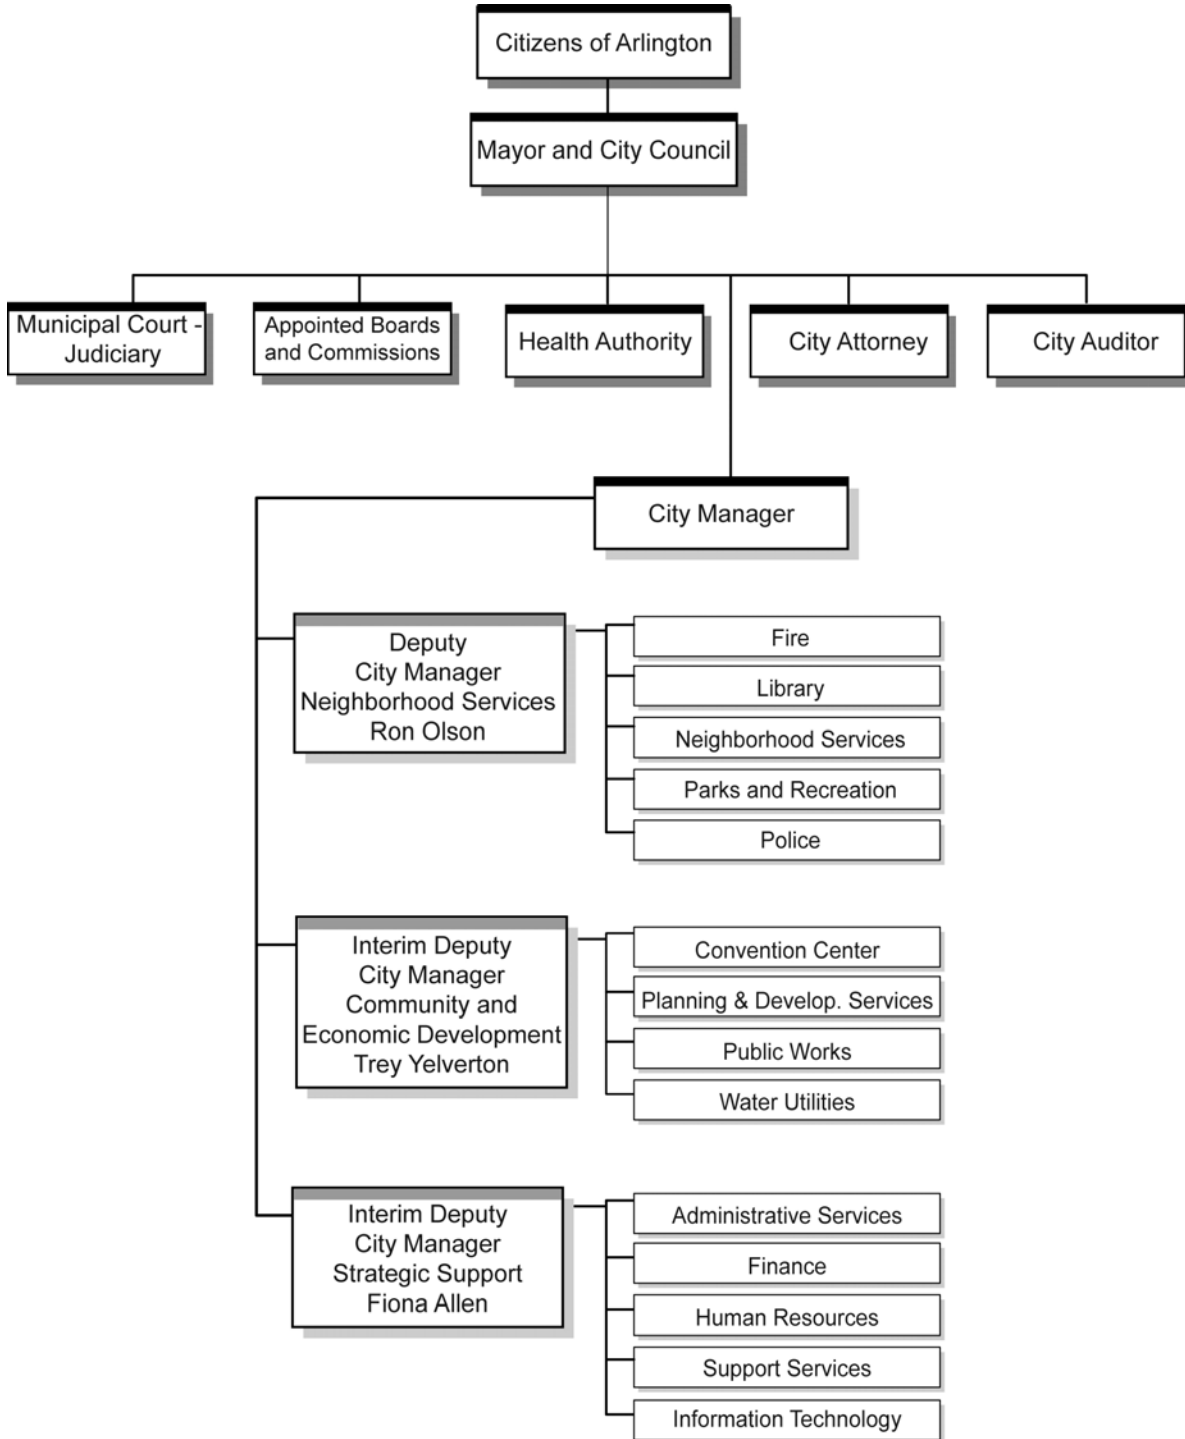 Citizens of Arlington
Mayor and City Council
Municipal Court -
Judiciary
Appointed Boards
and Commissions
Health Authority
City Attorney
City Auditor
City Manager
Deputy
City Manager
Neighborhood Services
Ron Olson
Fire
Library
Neighborhood Services
Parks and Recreation
Police
Interim Deputy
City Manager
Community and
Economic Development
Trey Yelverton
Convention Center
Planning & Develop. Services
Public Works
Water Utilities
Interim Deputy
City Manager
Strategic Support
Fiona Allen
Administrative Services
Finance
Human Resources
Support Services
Information Technology